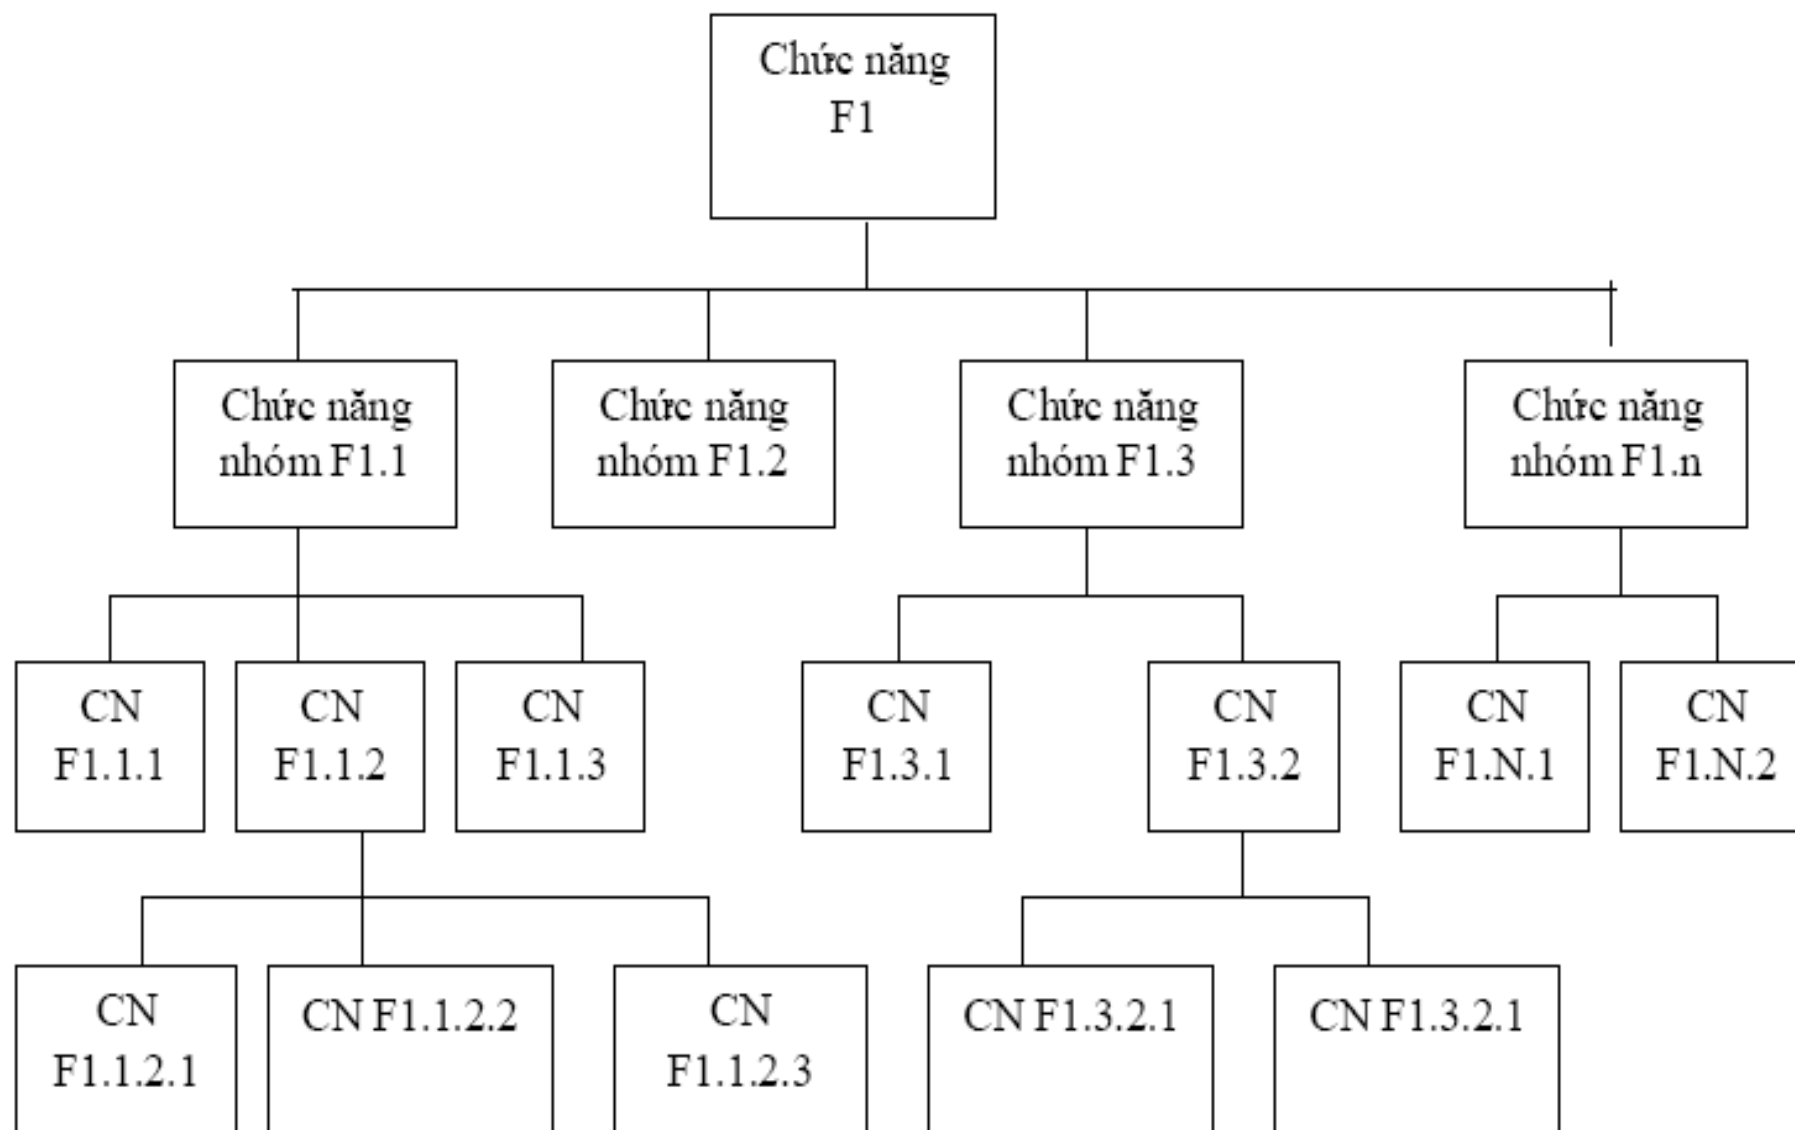 Chức năng
F1
Chức năng
nhóm F1.1
Chức năng
nhóm F1.2
Chức năng
nhóm F1.3
Chức năng
nhóm F1.n
CN
F1.1.1
CN
F1.1.2
CN
F1.1.3
CN
F1.3.1
CN
F1.3.2
CN
F1.N.1
CN
F1.N.2
CN
F1.1.2.1
CN F1.1.2.2
CN
F1.1.2.3
CN F1.3.2.1
CN F1.3.2.1